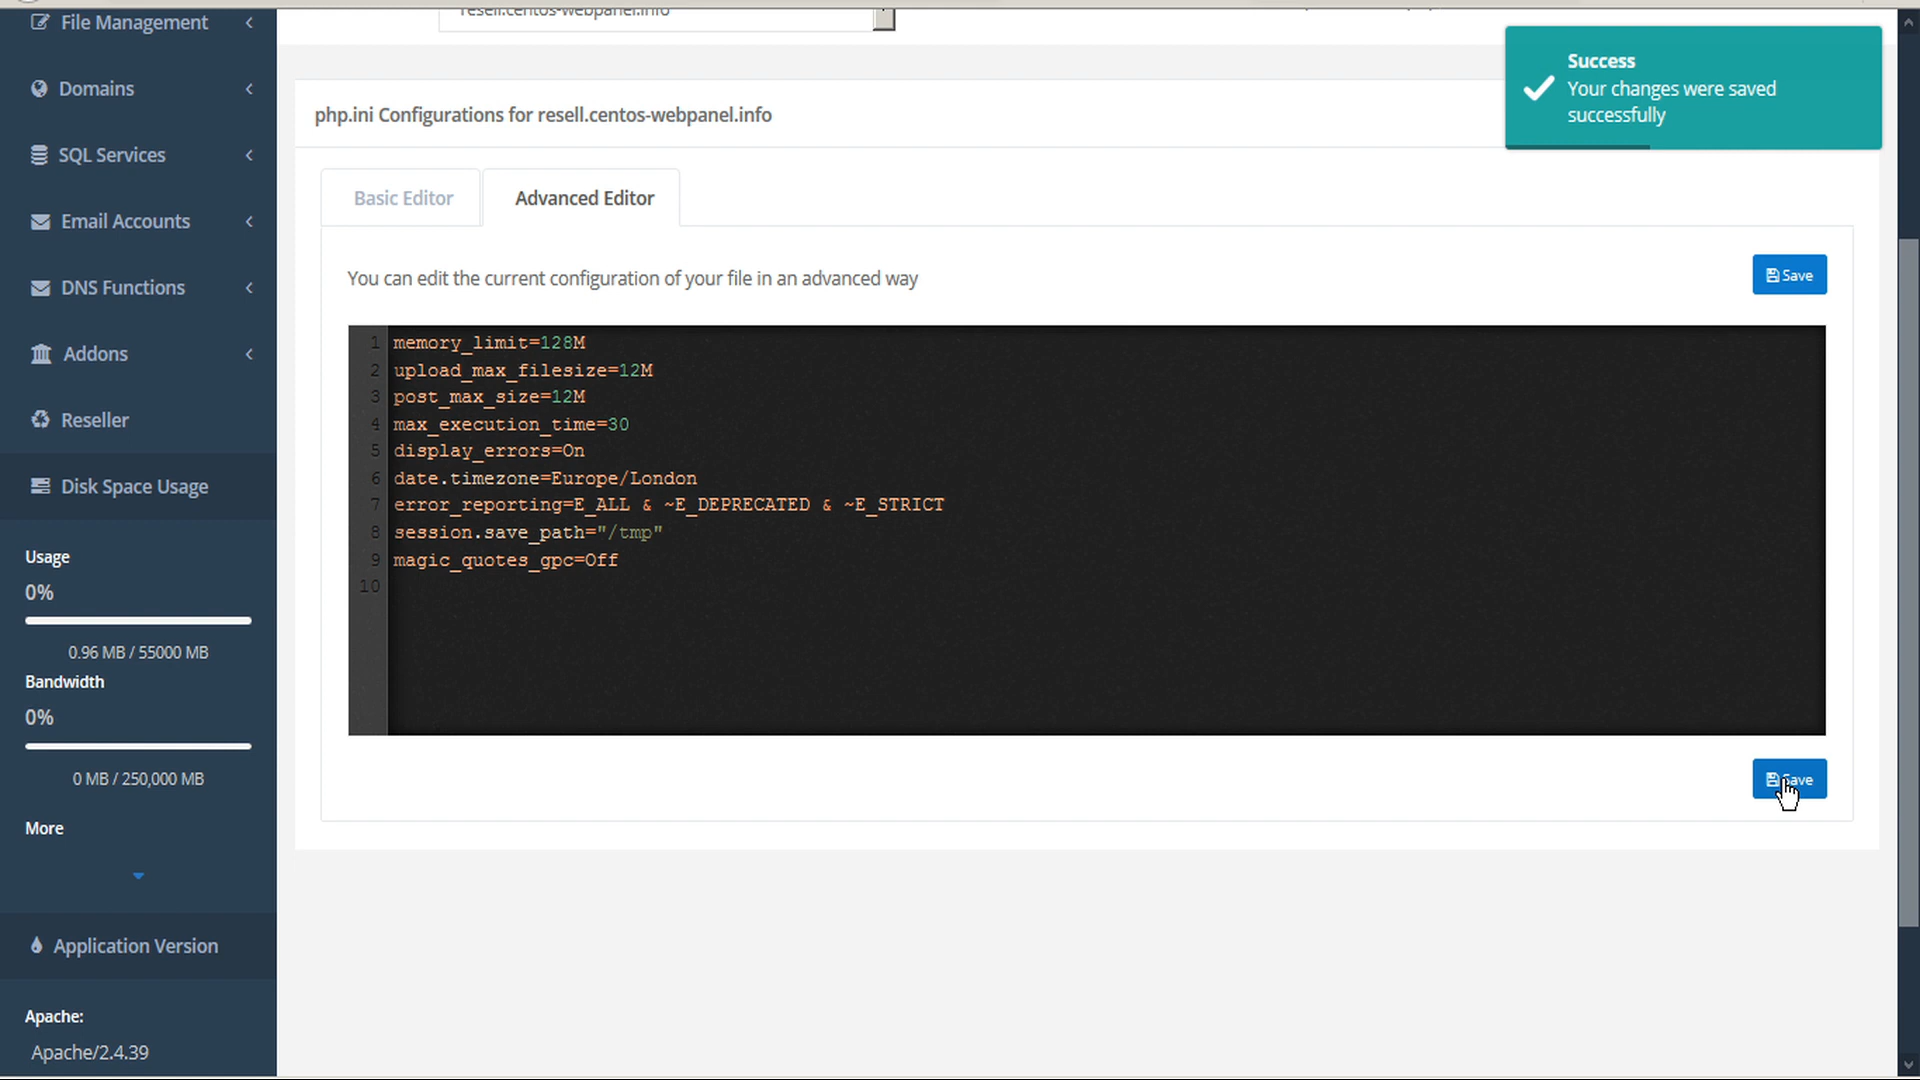 File Management
Domains
SQL Services
Email Accounts
DNS Functions
Addons
Reseller
Disk Space Usage
Usage
0%
0.96 MB / 55000 MB
Bandwidth
0%
0 MB / 250,000 MB
More
Application Version
Apache:
Apache/2.4.39
resell.centos-webpanel.info
Success
Your changes were saved
successfully
php.ini Configurations for resell.centos-webpanel.info
Basic Editor
Advanced Editor
You can edit the current configuration of your file in an advanced way
Save
1 memory_limit=128M
2 upload_max_filesize=12M
3 post_max_size=12M
4 max_execution_time=30
5 display_errors=On
6 date.timezone=Europe/London
7 error_reporting=E_ALL & ~E_DEPRECATED & ~E_STRICT
8 session.save_path="/tmp"
9 magic_quotes_gpc=Off
10
Save